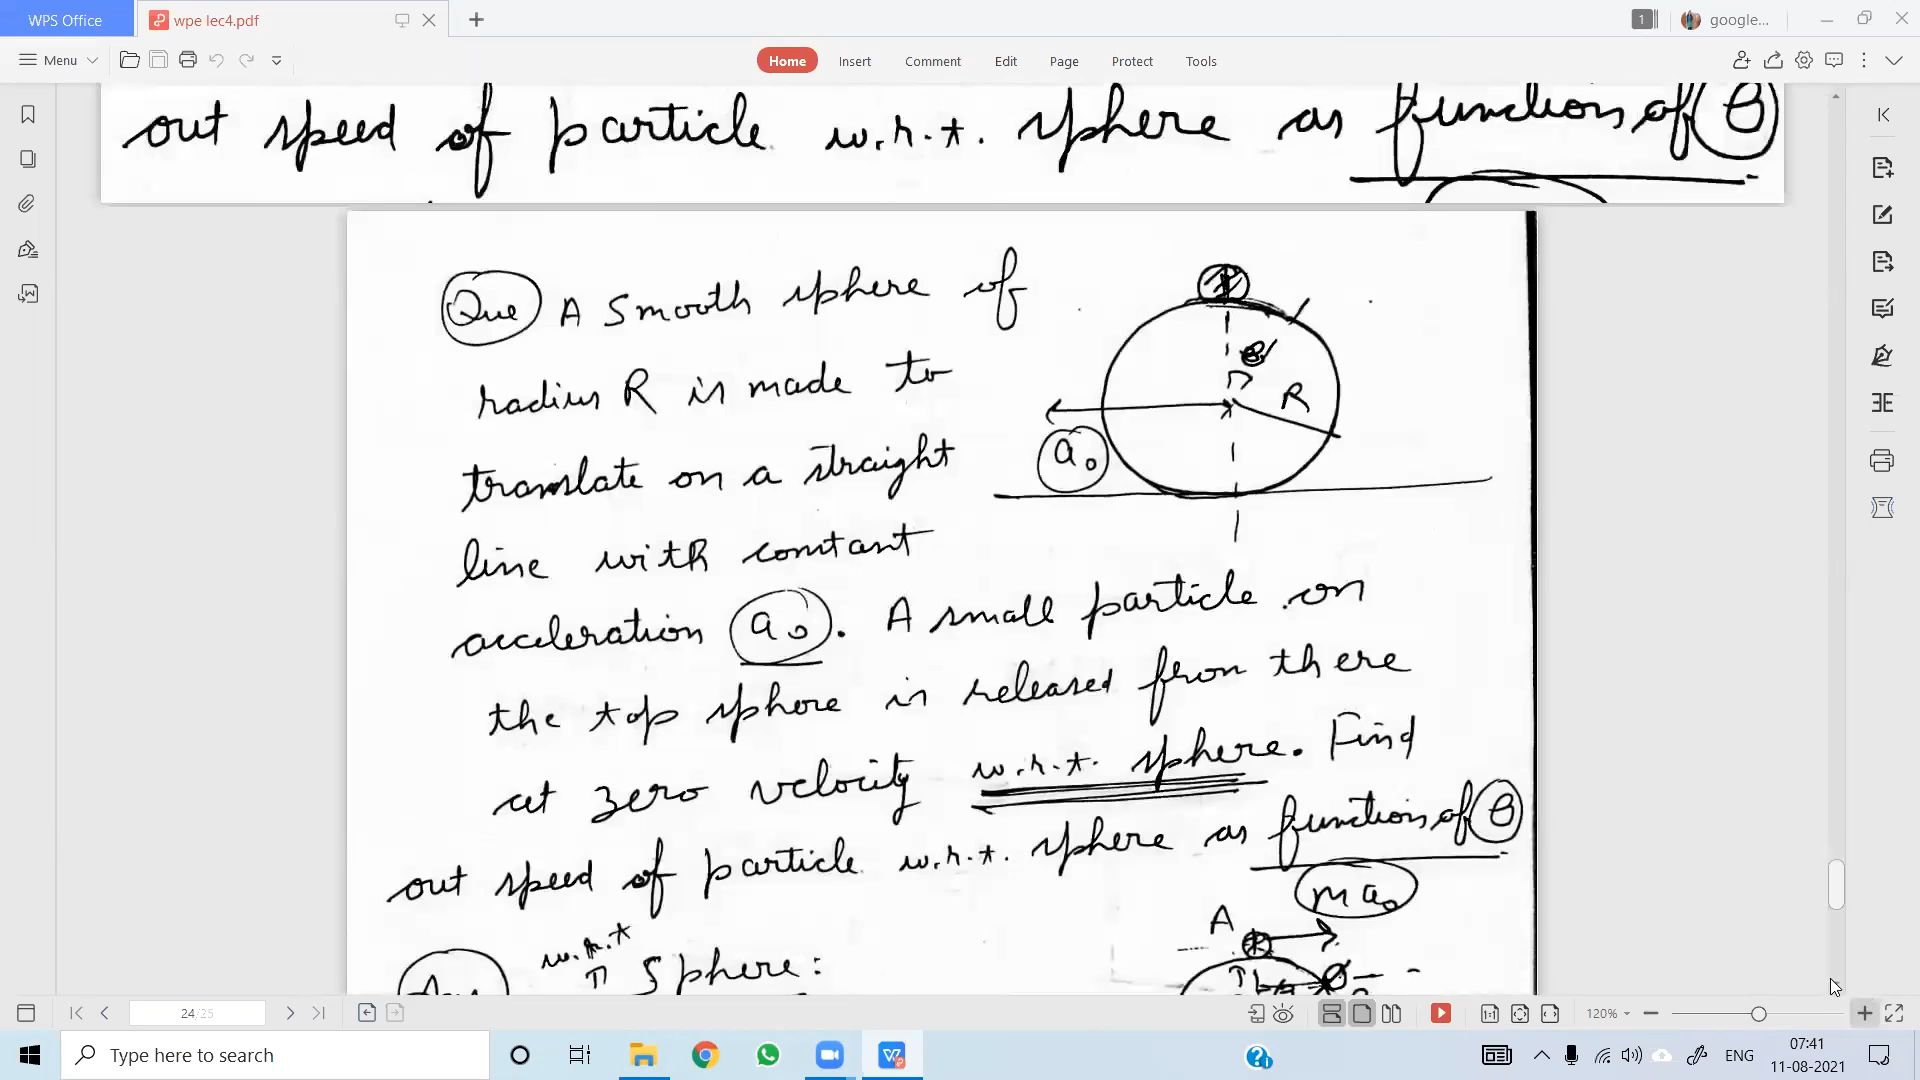 WPS Office
wpe lec4.pdf
1
google...
Menu
Home
Insert
Comment
Edit
Page
Protect
Tools
out speed of particle w.r.t. sphere as function of θ
Que A smooth sphere of
radius R is made to
translate on a straight
line with constant
acceleration a₀. A small particle on
the top sphere is released from there
at zero velocity w.r.t. sphere. Find
out speed of particle w.r.t. sphere as function of θ
θ
R
a₀
ma₀
A
w.r.t
Sphere:
24/25
1:1
120%
Type here to search
ENG
07:41
11-08-2021